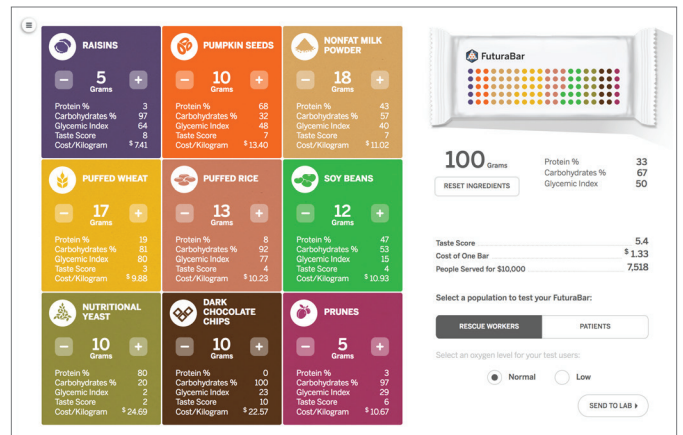 RAISINS
5
Grams
Protein % 3
Carbohydrates % 97
Glycemic Index 64
Taste Score 8
Cost/Kilogram $ 7.41
PUMPKIN SEEDS
10
Grams
Protein % 68
Carbohydrates % 32
Glycemic Index 48
Taste Score 7
Cost/Kilogram $ 13.40
NONFAT MILK
POWDER
18
Grams
Protein % 43
Carbohydrates % 57
Glycemic Index 40
Taste Score 7
Cost/Kilogram $ 11.02
PUFFED WHEAT
17
Grams
Protein % 19
Carbohydrates % 81
Glycemic Index 80
Taste Score 3
Cost/Kilogram $ 9.88
PUFFED RICE
13
Grams
Protein % 8
Carbohydrates % 92
Glycemic Index 77
Taste Score 4
Cost/Kilogram $ 10.23
SOY BEANS
12
Grams
Protein % 47
Carbohydrates % 53
Glycemic Index 15
Taste Score 4
Cost/Kilogram $ 10.93
NUTRITIONAL
YEAST
10
Grams
Protein % 80
Carbohydrates % 20
Glycemic Index 2
Taste Score 2
Cost/Kilogram $ 24.69
DARK
CHOCOLATE
CHIPS
10
Grams
Protein % 0
Carbohydrates % 100
Glycemic Index 23
Taste Score 10
Cost/Kilogram $ 22.57
PRUNES
5
Grams
Protein % 3
Carbohydrates % 97
Glycemic Index 29
Taste Score 6
Cost/Kilogram $ 10.67
FuturaBar
100 Grams
RESET INGREDIENTS
Protein % 33
Carbohydrates % 67
Glycemic Index 50
Taste Score 5.4
Cost of One Bar $ 1.33
People Served for $10,000 7,518
Select a population to test your FuturaBar:
RESCUE WORKERS
PATIENTS
Select an oxygen level for your test users:
Normal
Low
SEND TO LAB